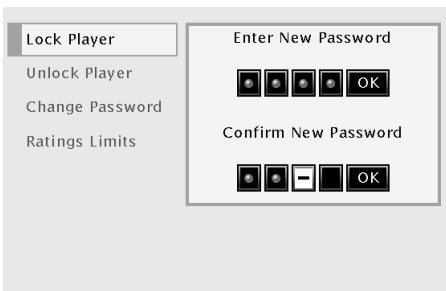 Lock Player
Unlock Player
Change Password
Ratings Limits
Enter New Password
OK
Confirm New Password
OK